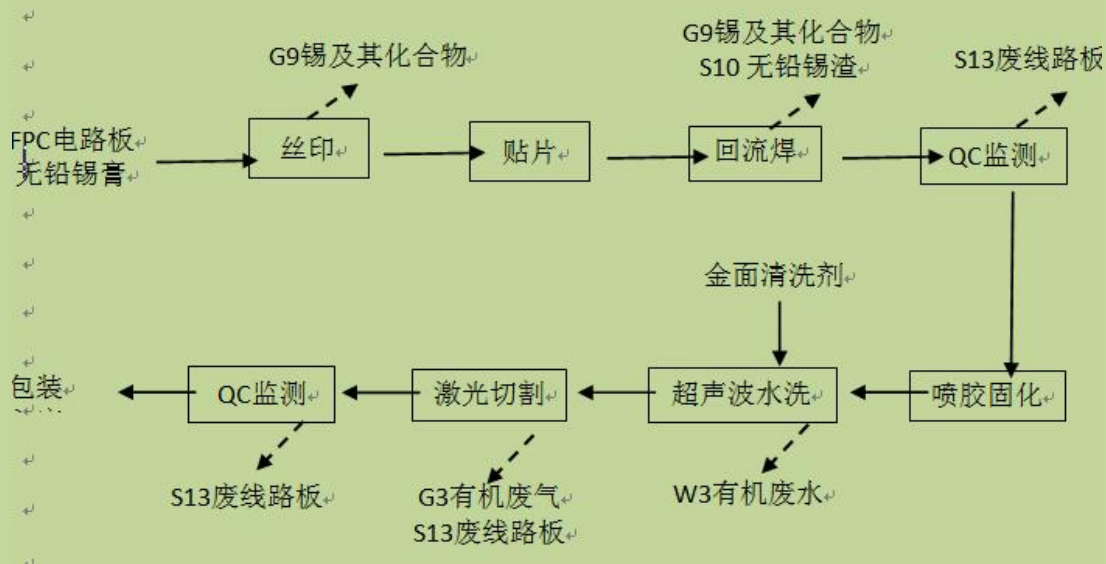 G9锡及其化合物
G9锡及其化合物
S10 无铅锡渣
S13废线路板
FPC电路板
无铅锡膏
丝印
贴片
回流焊
QC监测
金面清洗剂
包装
QC监测
激光切割
超声波水洗
喷胶固化
S13废线路板
G3有机废气
S13废线路板
W3有机废水